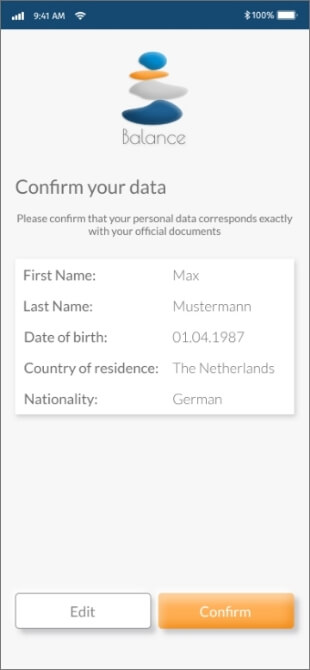 9:41 AM 100%
Balance
Confirm your data
Please confirm that your personal data corresponds exactly
with your official documents
First Name: Max
Last Name: Mustermann
Date of birth: 01.04.1987
Country of residence: The Netherlands
Nationality: German
Edit Confirm